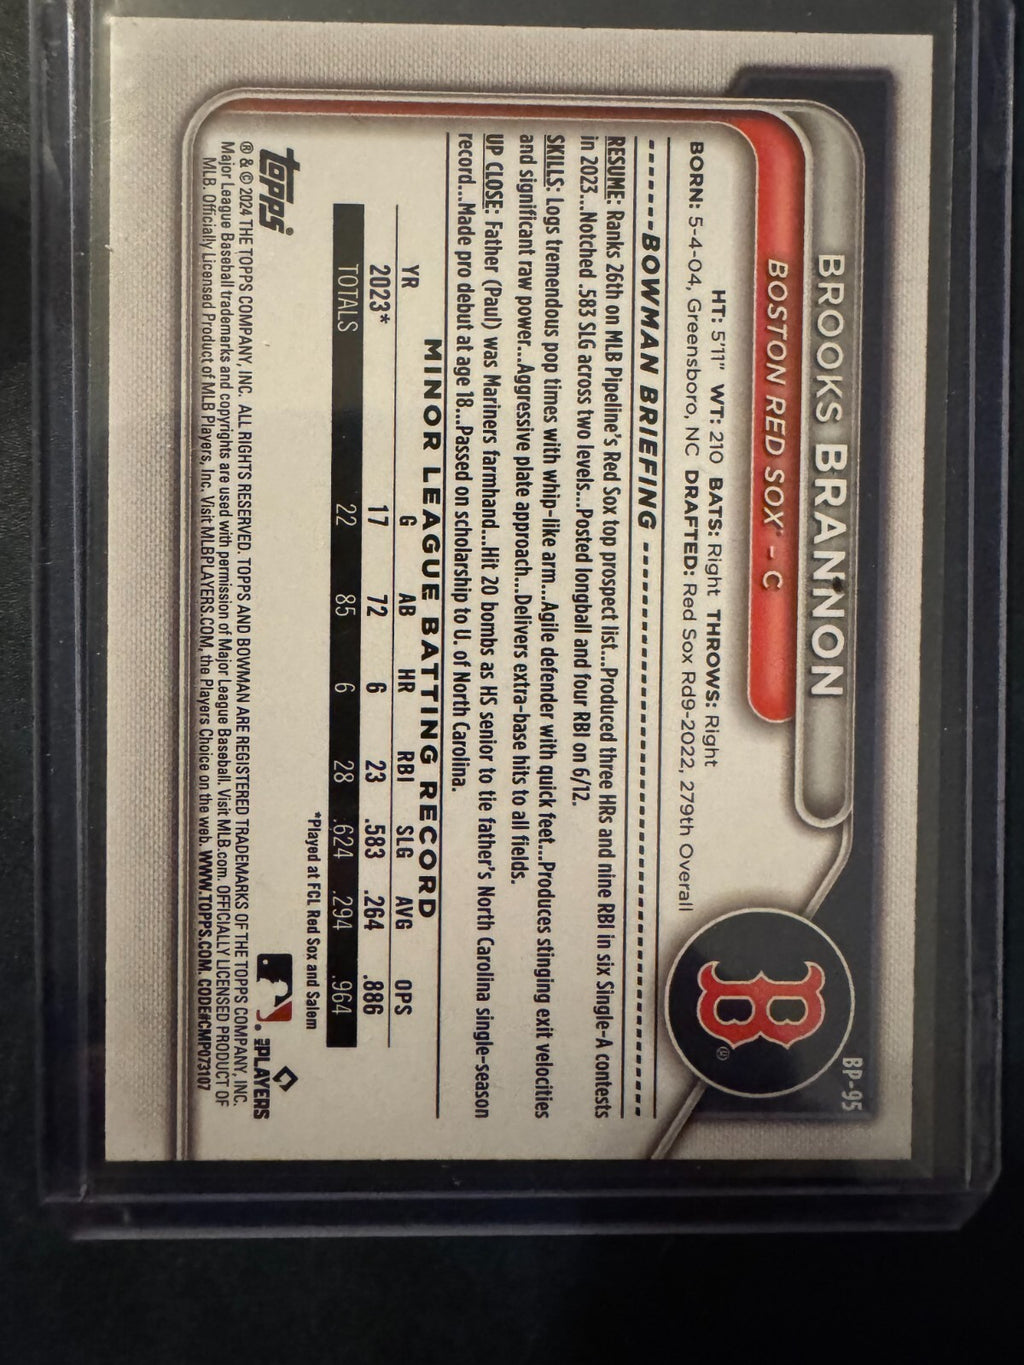 BP-95
BROOKS BRANNON
BOSTON RED SOX™ - C
B
HT: 5'11" WT: 210 BATS: Right THROWS: Right
BORN: 5-4-04, Greensboro, NC DRAFTED: Red Sox Rd9-2022, 279th Overall
BOWMAN BRIEFING
RESUME: Ranks 26th on MLB Pipeline's Red Sox top prospect list...Produced three HRs and nine RBI in six Single-A contests
in 2023...Notched .583 SLG across two levels...Posted longball and four RBI on 6/12.
SKILLS: Logs tremendous pop times with whip-like arm...Agile defender with quick feet...Produces stinging exit velocities
and significant raw power...Aggressive plate approach...Delivers extra-base hits to all fields.
UP CLOSE: Father (Paul) was Mariners farmhand...Hit 20 bombs as HS senior to tie father's North Carolina single-season
record...Made pro debut at age 18...Passed on scholarship to U. of North Carolina.
MINOR LEAGUE BATTING RECORD
YR G AB HR RBI SLG AVG OPS
2023* 17 72 6 23 .583 .264 .886
TOTALS 22 85 6 28 .624 .294 .964
*Played at FCL Red Sox and Salem
topps
MLB PLAYERS
® & © 2024 THE TOPPS COMPANY, INC. ALL RIGHTS RESERVED. TOPPS AND BOWMAN ARE REGISTERED TRADEMARKS OF THE TOPPS COMPANY, INC.
Major League Baseball trademarks and copyrights are used with permission of Major League Baseball. Visit MLB.com. OFFICIALLY LICENSED PRODUCT OF
MLB. Officially Licensed Product of MLB Players, Inc. Visit MLBPLAYERS.COM, the Players Choice on the web. WWW.TOPPS.COM. CODE#CMP073107